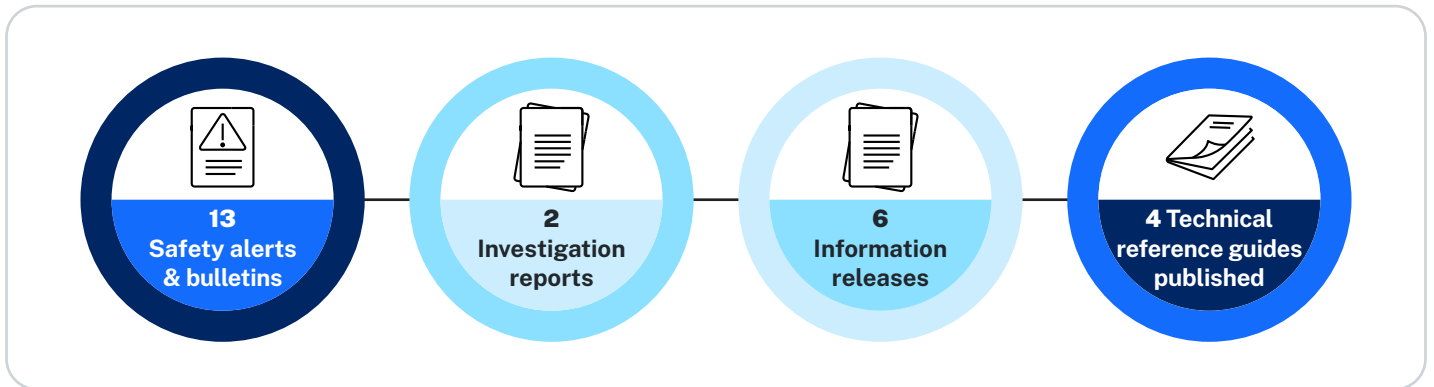 13
Safety alerts
& bulletins
2
Investigation
reports
6
Information
releases
4 Technical
reference guides
published